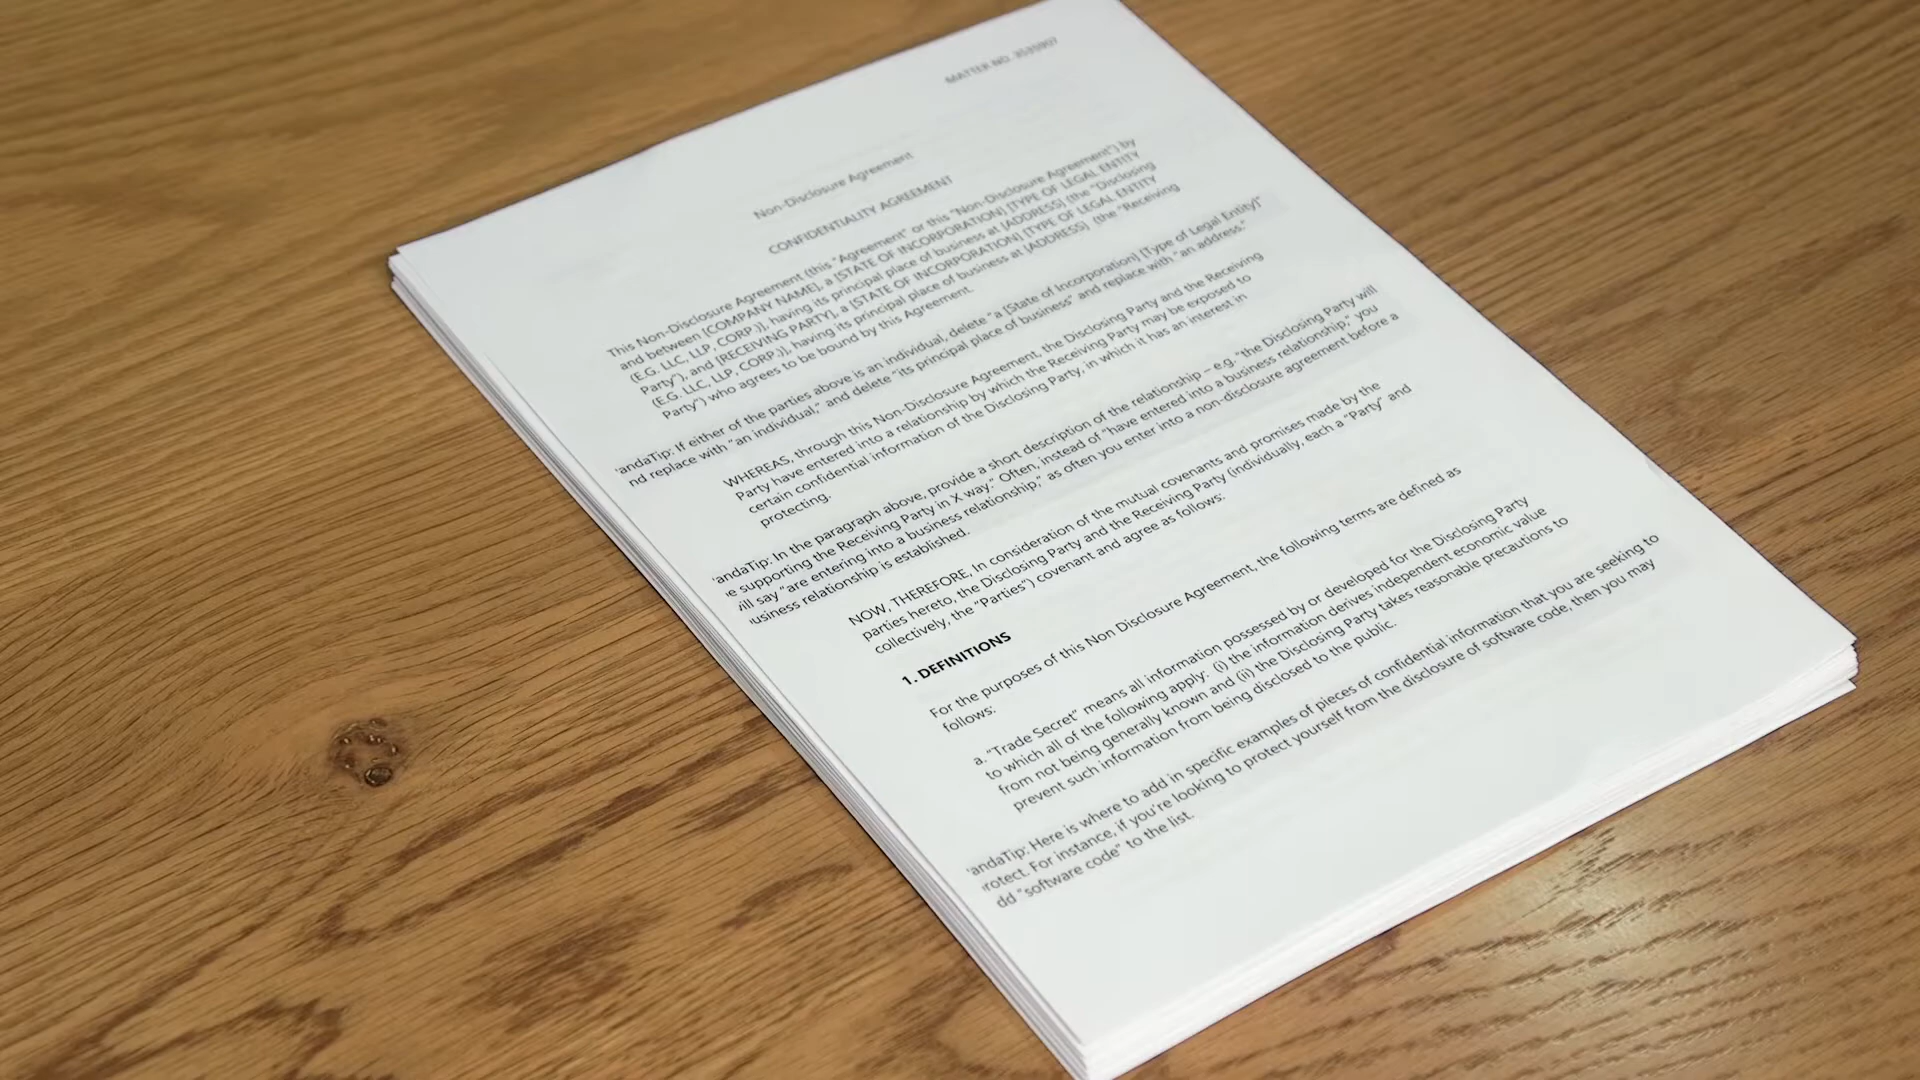 MATTER NO. 3535907
Non-Disclosure Agreement
CONFIDENTIALITY AGREEMENT
This Non-Disclosure Agreement (this "Agreement" or this "Non-Disclosure Agreement") by
and between [COMPANY NAME], a [STATE OF INCORPORATION] [TYPE OF LEGAL ENTITY
(E.G. LLC, LLP, CORP.)], having its principal place of business at [ADDRESS] (the "Disclosing
Party"), and [RECEIVING PARTY], a [STATE OF INCORPORATION] [TYPE OF LEGAL ENTITY
(E.G. LLC, LLP, CORP.)], having its principal place of business at [ADDRESS] (the "Receiving
Party") who agrees to be bound by this Agreement.
'andaTip: If either of the parties above is an individual, delete "a [State of Incorporation] [Type of Legal Entity]"
nd replace with "an individual," and delete "its principal place of business" and replace with "an address."
WHEREAS, through this Non-Disclosure Agreement, the Disclosing Party and the Receiving
Party have entered into a relationship by which the Receiving Party may be exposed to
certain confidential information of the Disclosing Party, in which it has an interest in
protecting.
'andaTip: In the paragraph above, provide a short description of the relationship – e.g. "the Disclosing Party will
e supporting the Receiving Party in X way." Often, instead of "have entered into a business relationship," you
ill say "are entering into a business relationship," as often you enter into a non-disclosure agreement before a
usiness relationship is established.
NOW, THEREFORE, In consideration of the mutual covenants and promises made by the
parties hereto, the Disclosing Party and the Receiving Party (individually, each a "Party" and
collectively, the "Parties") covenant and agree as follows:
1. DEFINITIONS
For the purposes of this Non Disclosure Agreement, the following terms are defined as
follows:
a. "Trade Secret" means all information possessed by or developed for the Disclosing Party
to which all of the following apply: (i) the information derives independent economic value
from not being generally known and (ii) the Disclosing Party takes reasonable precautions to
prevent such information from being disclosed to the public.
'andaTip: Here is where to add in specific examples of pieces of confidential information that you are seeking to
rotect. For instance, if you're looking to protect yourself from the disclosure of software code, then you may
dd "software code" to the list.